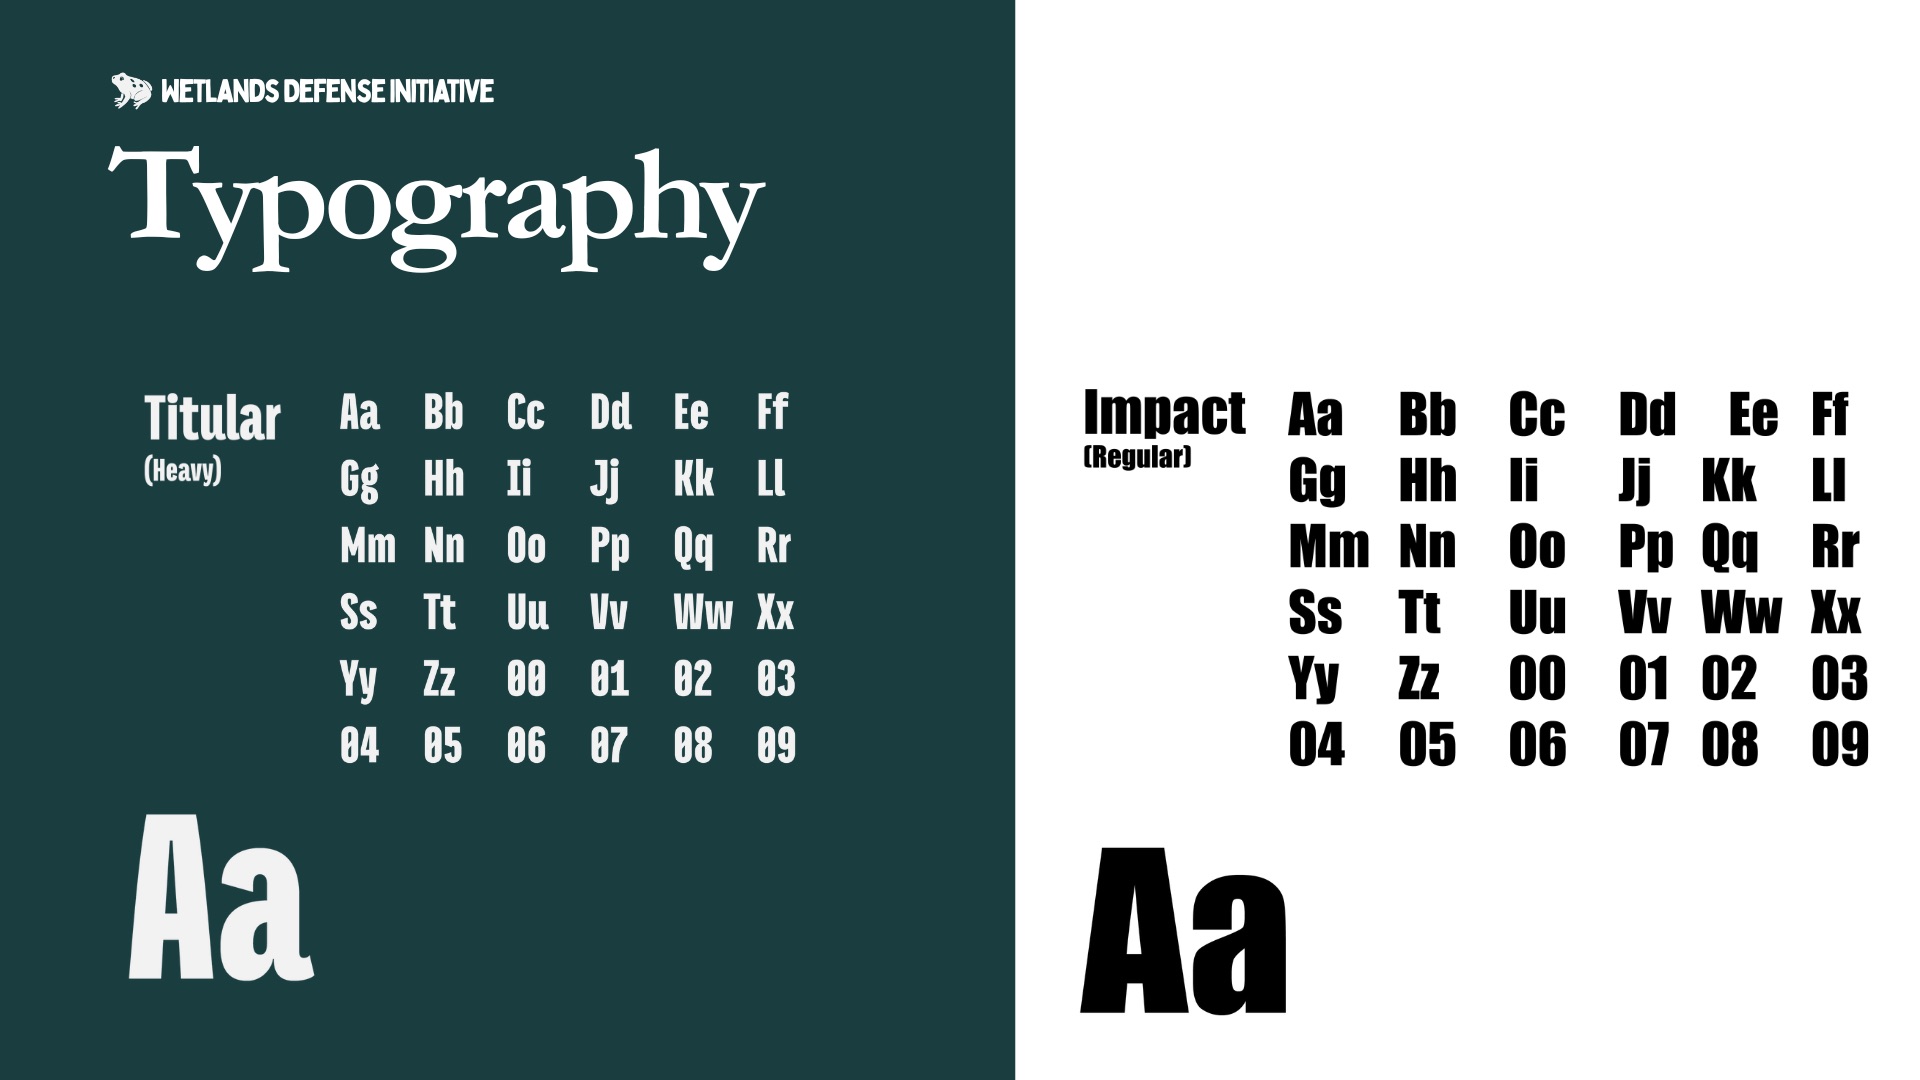 WETLANDS DEFENSE INITIATIVE
Typography
Titular
(Heavy)
Aa Bb Cc Dd Ee Ff
Gg Hh Ii Jj Kk Ll
Mm Nn Oo Pp Qq Rr
Ss Tt Uu Vv Ww Xx
Yy Zz 00 01 02 03
04 05 06 07 08 09
Aa
Impact
(Regular)
Aa Bb Cc Dd Ee Ff
Gg Hh Ii Jj Kk Ll
Mm Nn Oo Pp Qq Rr
Ss Tt Uu Vv Ww Xx
Yy Zz 00 01 02 03
04 05 06 07 08 09
Aa